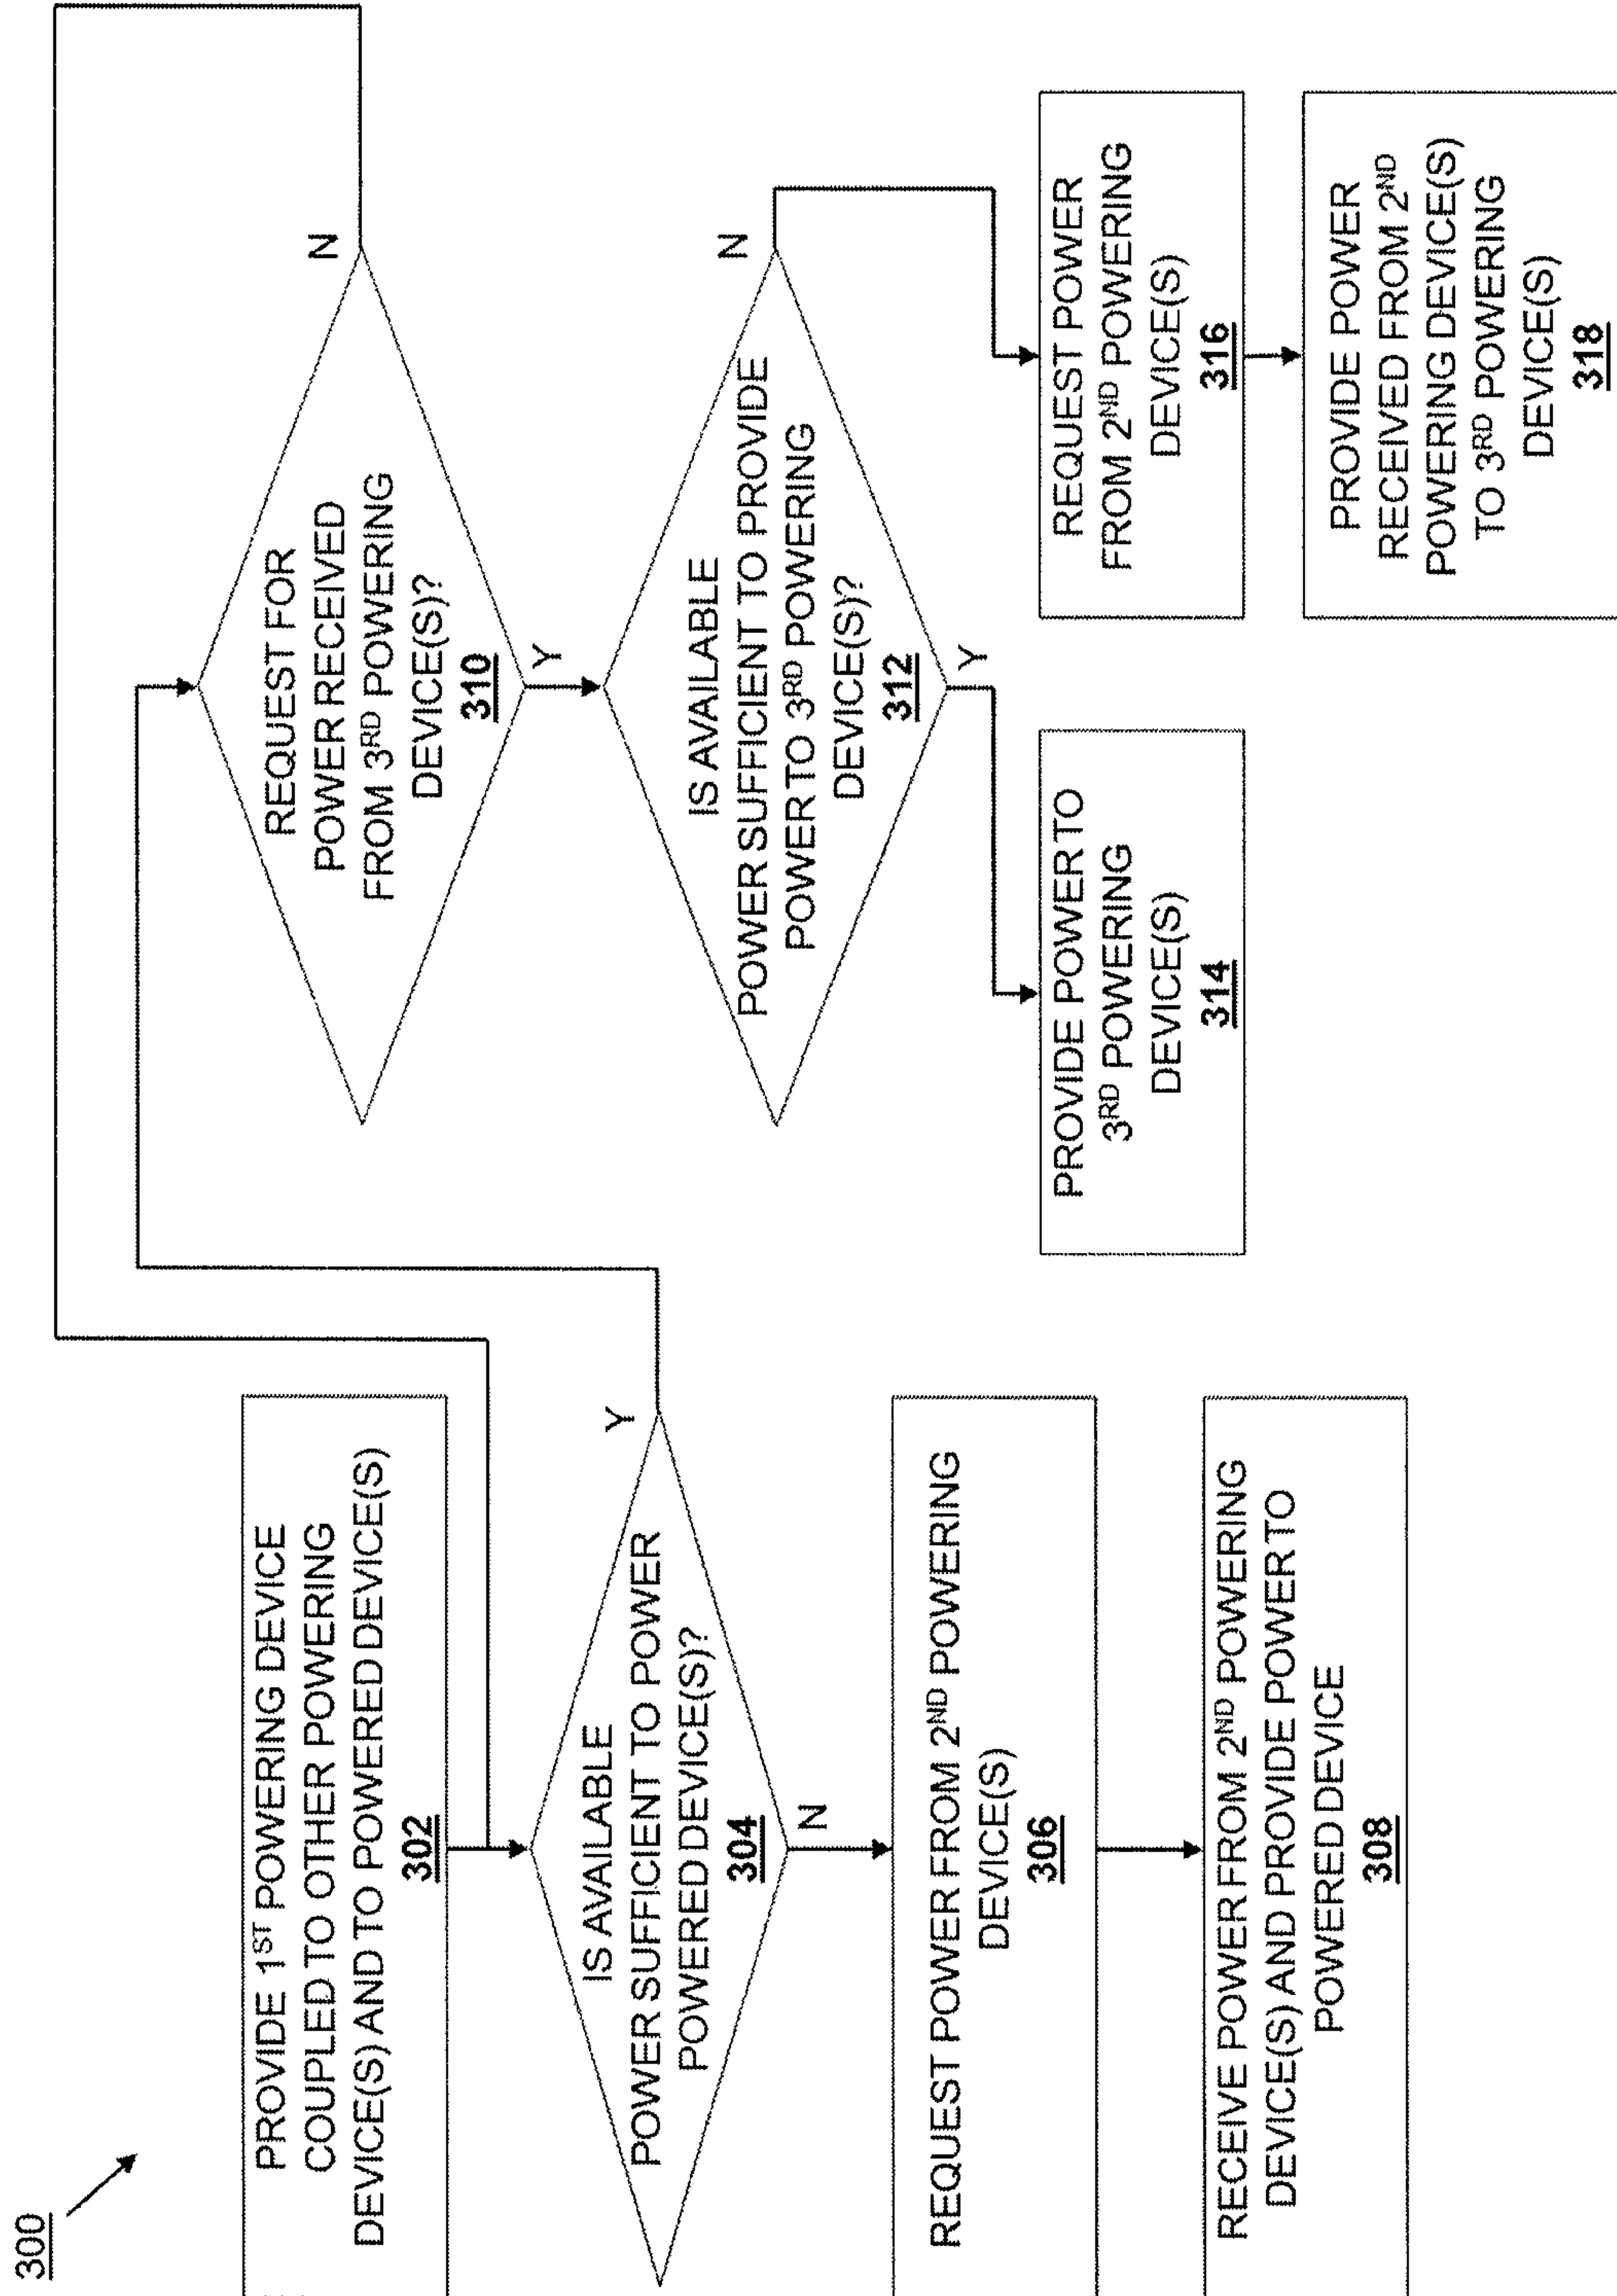 300
PROVIDE 1ST POWERING DEVICE
COUPLED TO OTHER POWERING
DEVICE(S) AND TO POWERED DEVICE(S)
302
IS AVAILABLE
POWER SUFFICIENT TO POWER
POWERED DEVICE(S)?
304
Y
N
REQUEST POWER FROM 2ND POWERING
DEVICE(S)
306
RECEIVE POWER FROM 2ND POWERING
DEVICE(S) AND PROVIDE POWER TO
POWERED DEVICE
308
REQUEST FOR
POWER RECEIVED
FROM 3RD POWERING
DEVICE(S)?
310
N
Y
IS AVAILABLE
POWER SUFFICIENT TO PROVIDE
POWER TO 3RD POWERING
DEVICE(S)?
312
N
Y
PROVIDE POWER TO
3RD POWERING
DEVICE(S)
314
REQUEST POWER
FROM 2ND POWERING
DEVICE(S)
316
PROVIDE POWER
RECEIVED FROM 2ND
POWERING DEVICE(S)
TO 3RD POWERING
DEVICE(S)
318